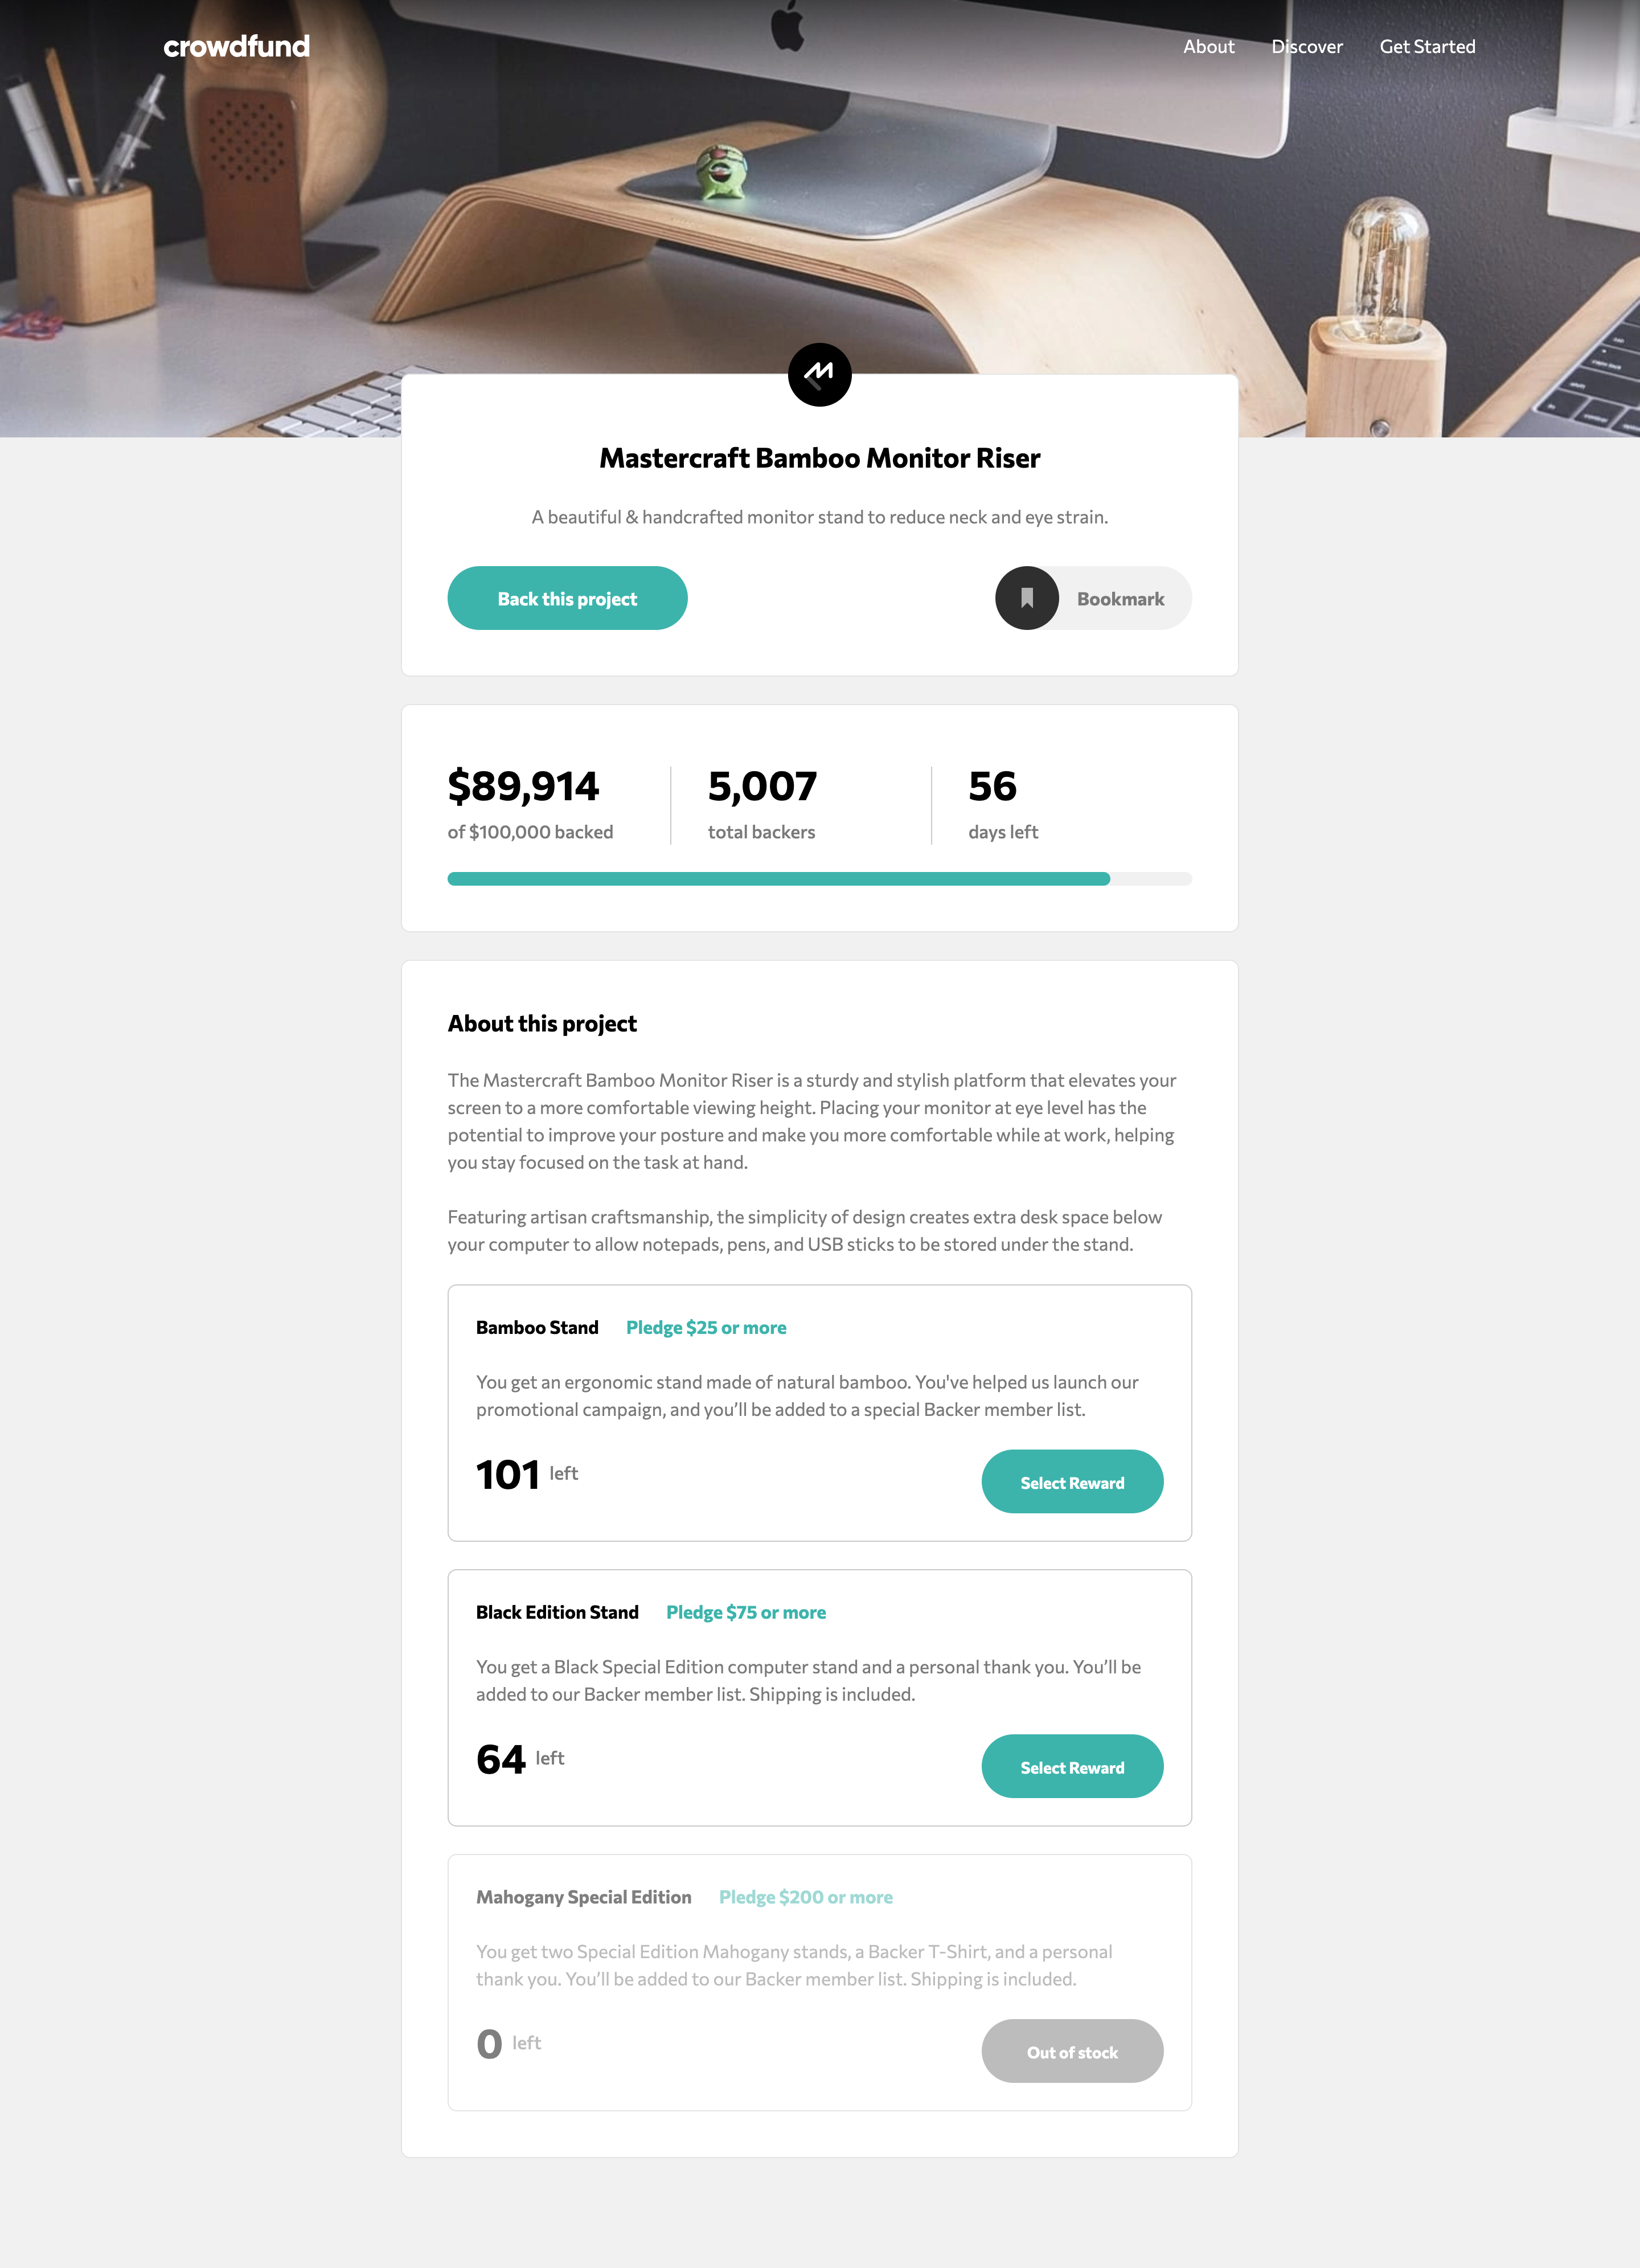 crowdfund
About Discover Get Started
Mastercraft Bamboo Monitor Riser
A beautiful & handcrafted monitor stand to reduce neck and eye strain.
Back this project
Bookmark
$89,914
of $100,000 backed
5,007
total backers
56
days left
About this project
The Mastercraft Bamboo Monitor Riser is a sturdy and stylish platform that elevates your
screen to a more comfortable viewing height. Placing your monitor at eye level has the
potential to improve your posture and make you more comfortable while at work, helping
you stay focused on the task at hand.
Featuring artisan craftsmanship, the simplicity of design creates extra desk space below
your computer to allow notepads, pens, and USB sticks to be stored under the stand.
Bamboo Stand Pledge $25 or more
You get an ergonomic stand made of natural bamboo. You've helped us launch our
promotional campaign, and you’ll be added to a special Backer member list.
101 left
Select Reward
Black Edition Stand Pledge $75 or more
You get a Black Special Edition computer stand and a personal thank you. You’ll be
added to our Backer member list. Shipping is included.
64 left
Select Reward
Mahogany Special Edition Pledge $200 or more
You get two Special Edition Mahogany stands, a Backer T-Shirt, and a personal
thank you. You’ll be added to our Backer member list. Shipping is included.
0 left
Out of stock